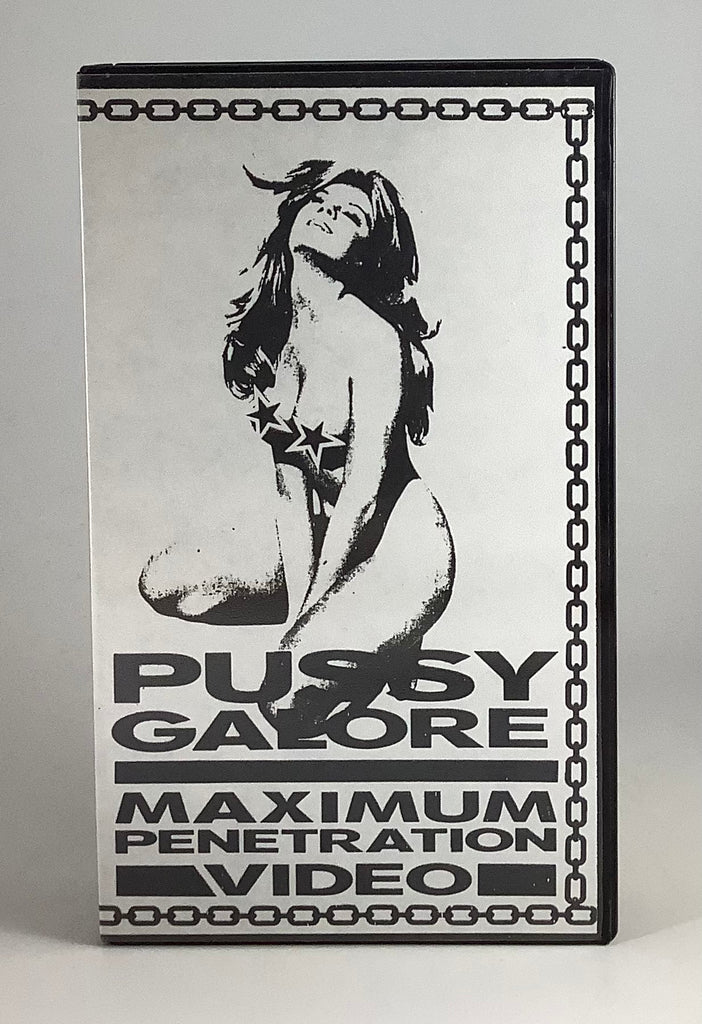 PUSSY
GALORE
MAXIMUM
PENETRATION
VIDEO